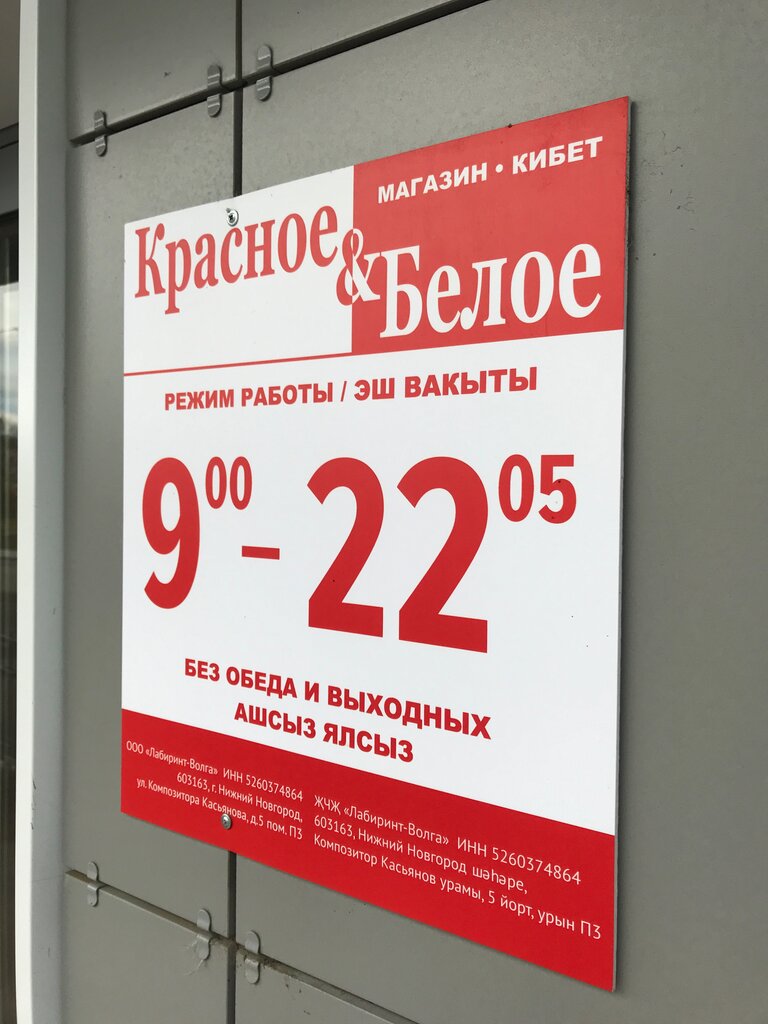 МАГАЗИН • КИБЕТ
Красное&Белое
РЕЖИМ РАБОТЫ / ЭШ ВАКЫТЫ
9⁰⁰ – 22⁰⁵
БЕЗ ОБЕДА И ВЫХОДНЫХ
АШСЫЗ ЯЛСЫЗ
ООО «Лабиринт-Волга» ИНН 5260374864
603163, г. Нижний Новгород,
ул. Композитора Касьянова, д.5 пом. П3
ҖЧҖ «Лабиринт-Волга» ИНН 5260374864
603163, Нижний Новгород шәһәре,
Композитор Касьянов урамы, 5 йорт, урын П3